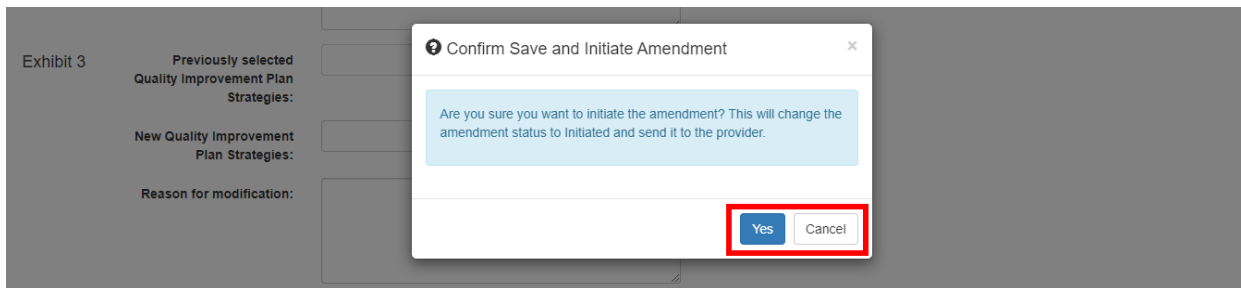 Exhibit 3
Previously selected
Quality Improvement Plan
Strategies:
New Quality Improvement
Plan Strategies:
Reason for modification:
Confirm Save and Initiate Amendment
×
Are you sure you want to initiate the amendment? This will change the
amendment status to Initiated and send it to the provider.
Yes
Cancel